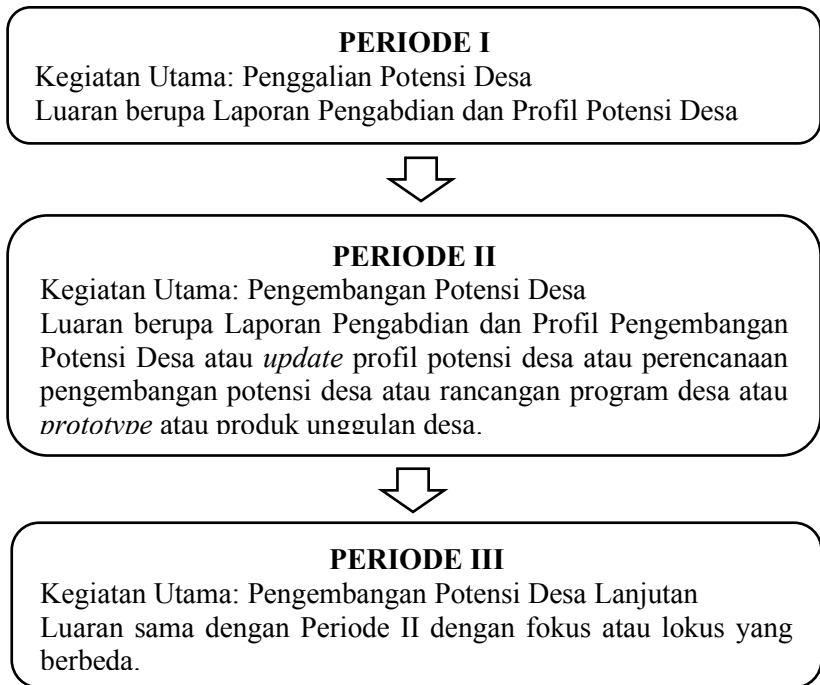 PERIODE I
Kegiatan Utama: Penggalian Potensi Desa
Luaran berupa Laporan Pengabdian dan Profil Potensi Desa
PERIODE II
Kegiatan Utama: Pengembangan Potensi Desa
Luaran berupa Laporan Pengabdian dan Profil Pengembangan
Potensi Desa atau update profil potensi desa atau perencanaan
pengembangan potensi desa atau rancangan program desa atau
prototype atau produk unggulan desa.
PERIODE III
Kegiatan Utama: Pengembangan Potensi Desa Lanjutan
Luaran sama dengan Periode II dengan fokus atau lokus yang
berbeda.